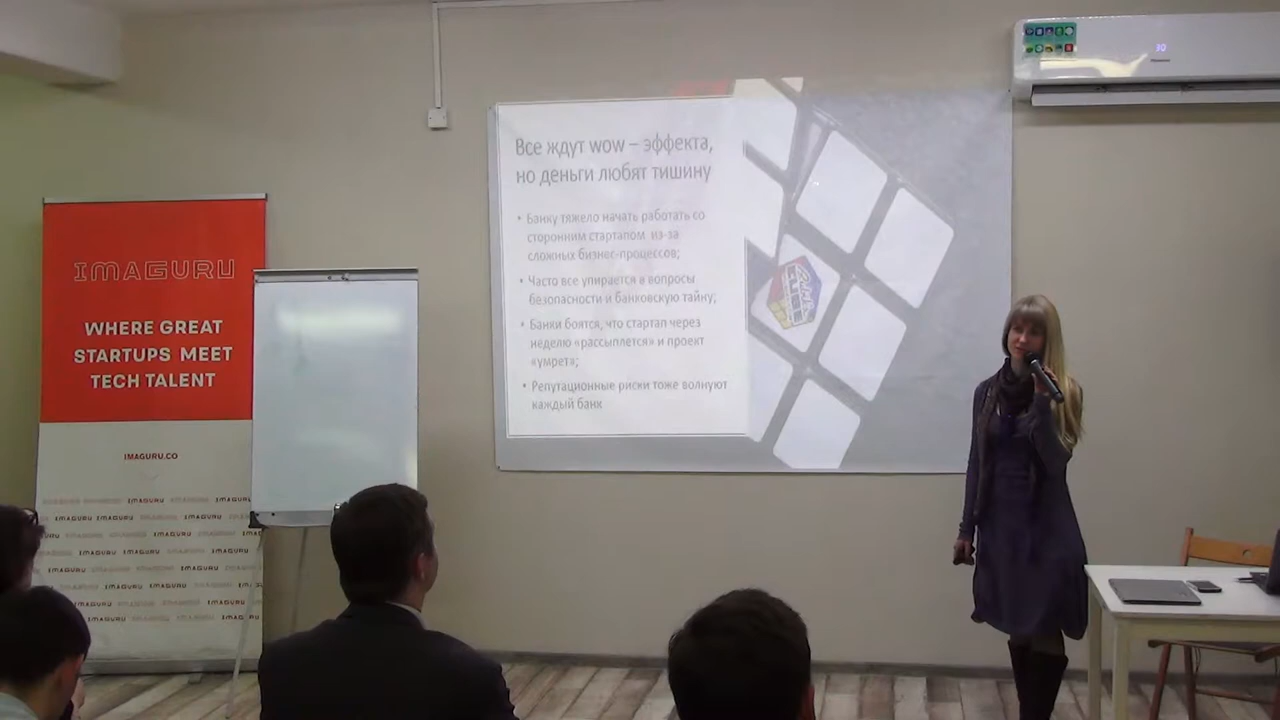 IMAGURU
WHERE GREAT
STARTUPS MEET
TECH TALENT
IMAGURU.CO
Все ждут wow – эффекта,
но деньги любят тишину
• Банку тяжело начать работать со
сторонним стартапом из-за
сложных бизнес-процессов;
• Часто все упирается в вопросы
безопасности и банковскую тайну;
• Банки боятся, что стартап через
неделю «рассыплется» и проект
«умрет»;
• Репутационные риски тоже волнуют
каждый банк
30